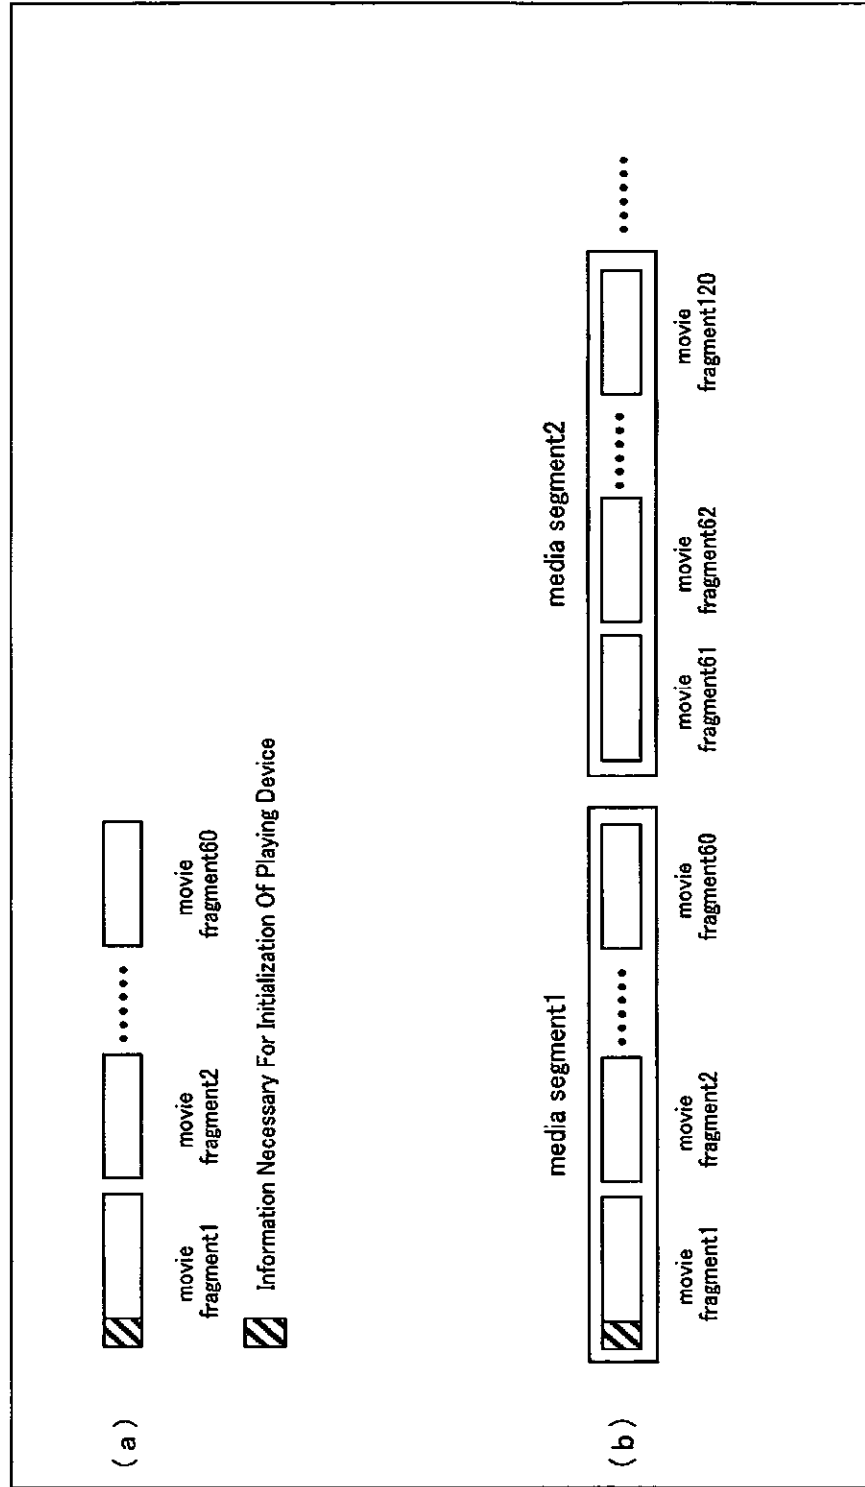 (a)
movie
fragment1
movie
fragment2
movie
fragment60
Information Necessary For Initialization Of Playing Device
(b)
media segment1
media segment2
movie
fragment1
movie
fragment2
movie
fragment60
movie
fragment61
movie
fragment62
movie
fragment120